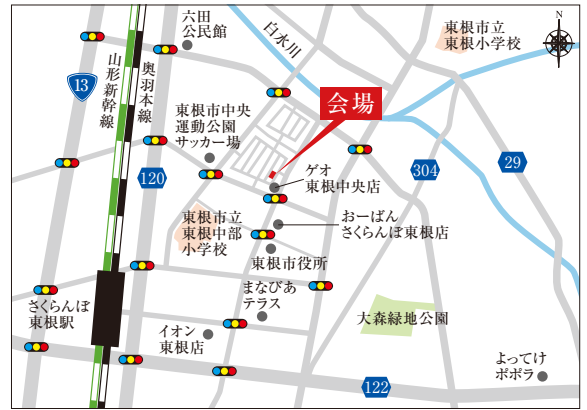 六田
公民館
白水川
東根市立
東根小学校
N
13
山形新幹線
奥羽本線
会場
東根市中央
運動公園
サッカー場
ゲオ
東根中央店
120
304
29
東根市立
東根中部
小学校
おーばん
さくらんぼ東根店
東根市役所
まなびあ
テラス
さくらんぼ
東根駅
イオン
東根店
大森緑地公園
よってけ
ポポラ
122